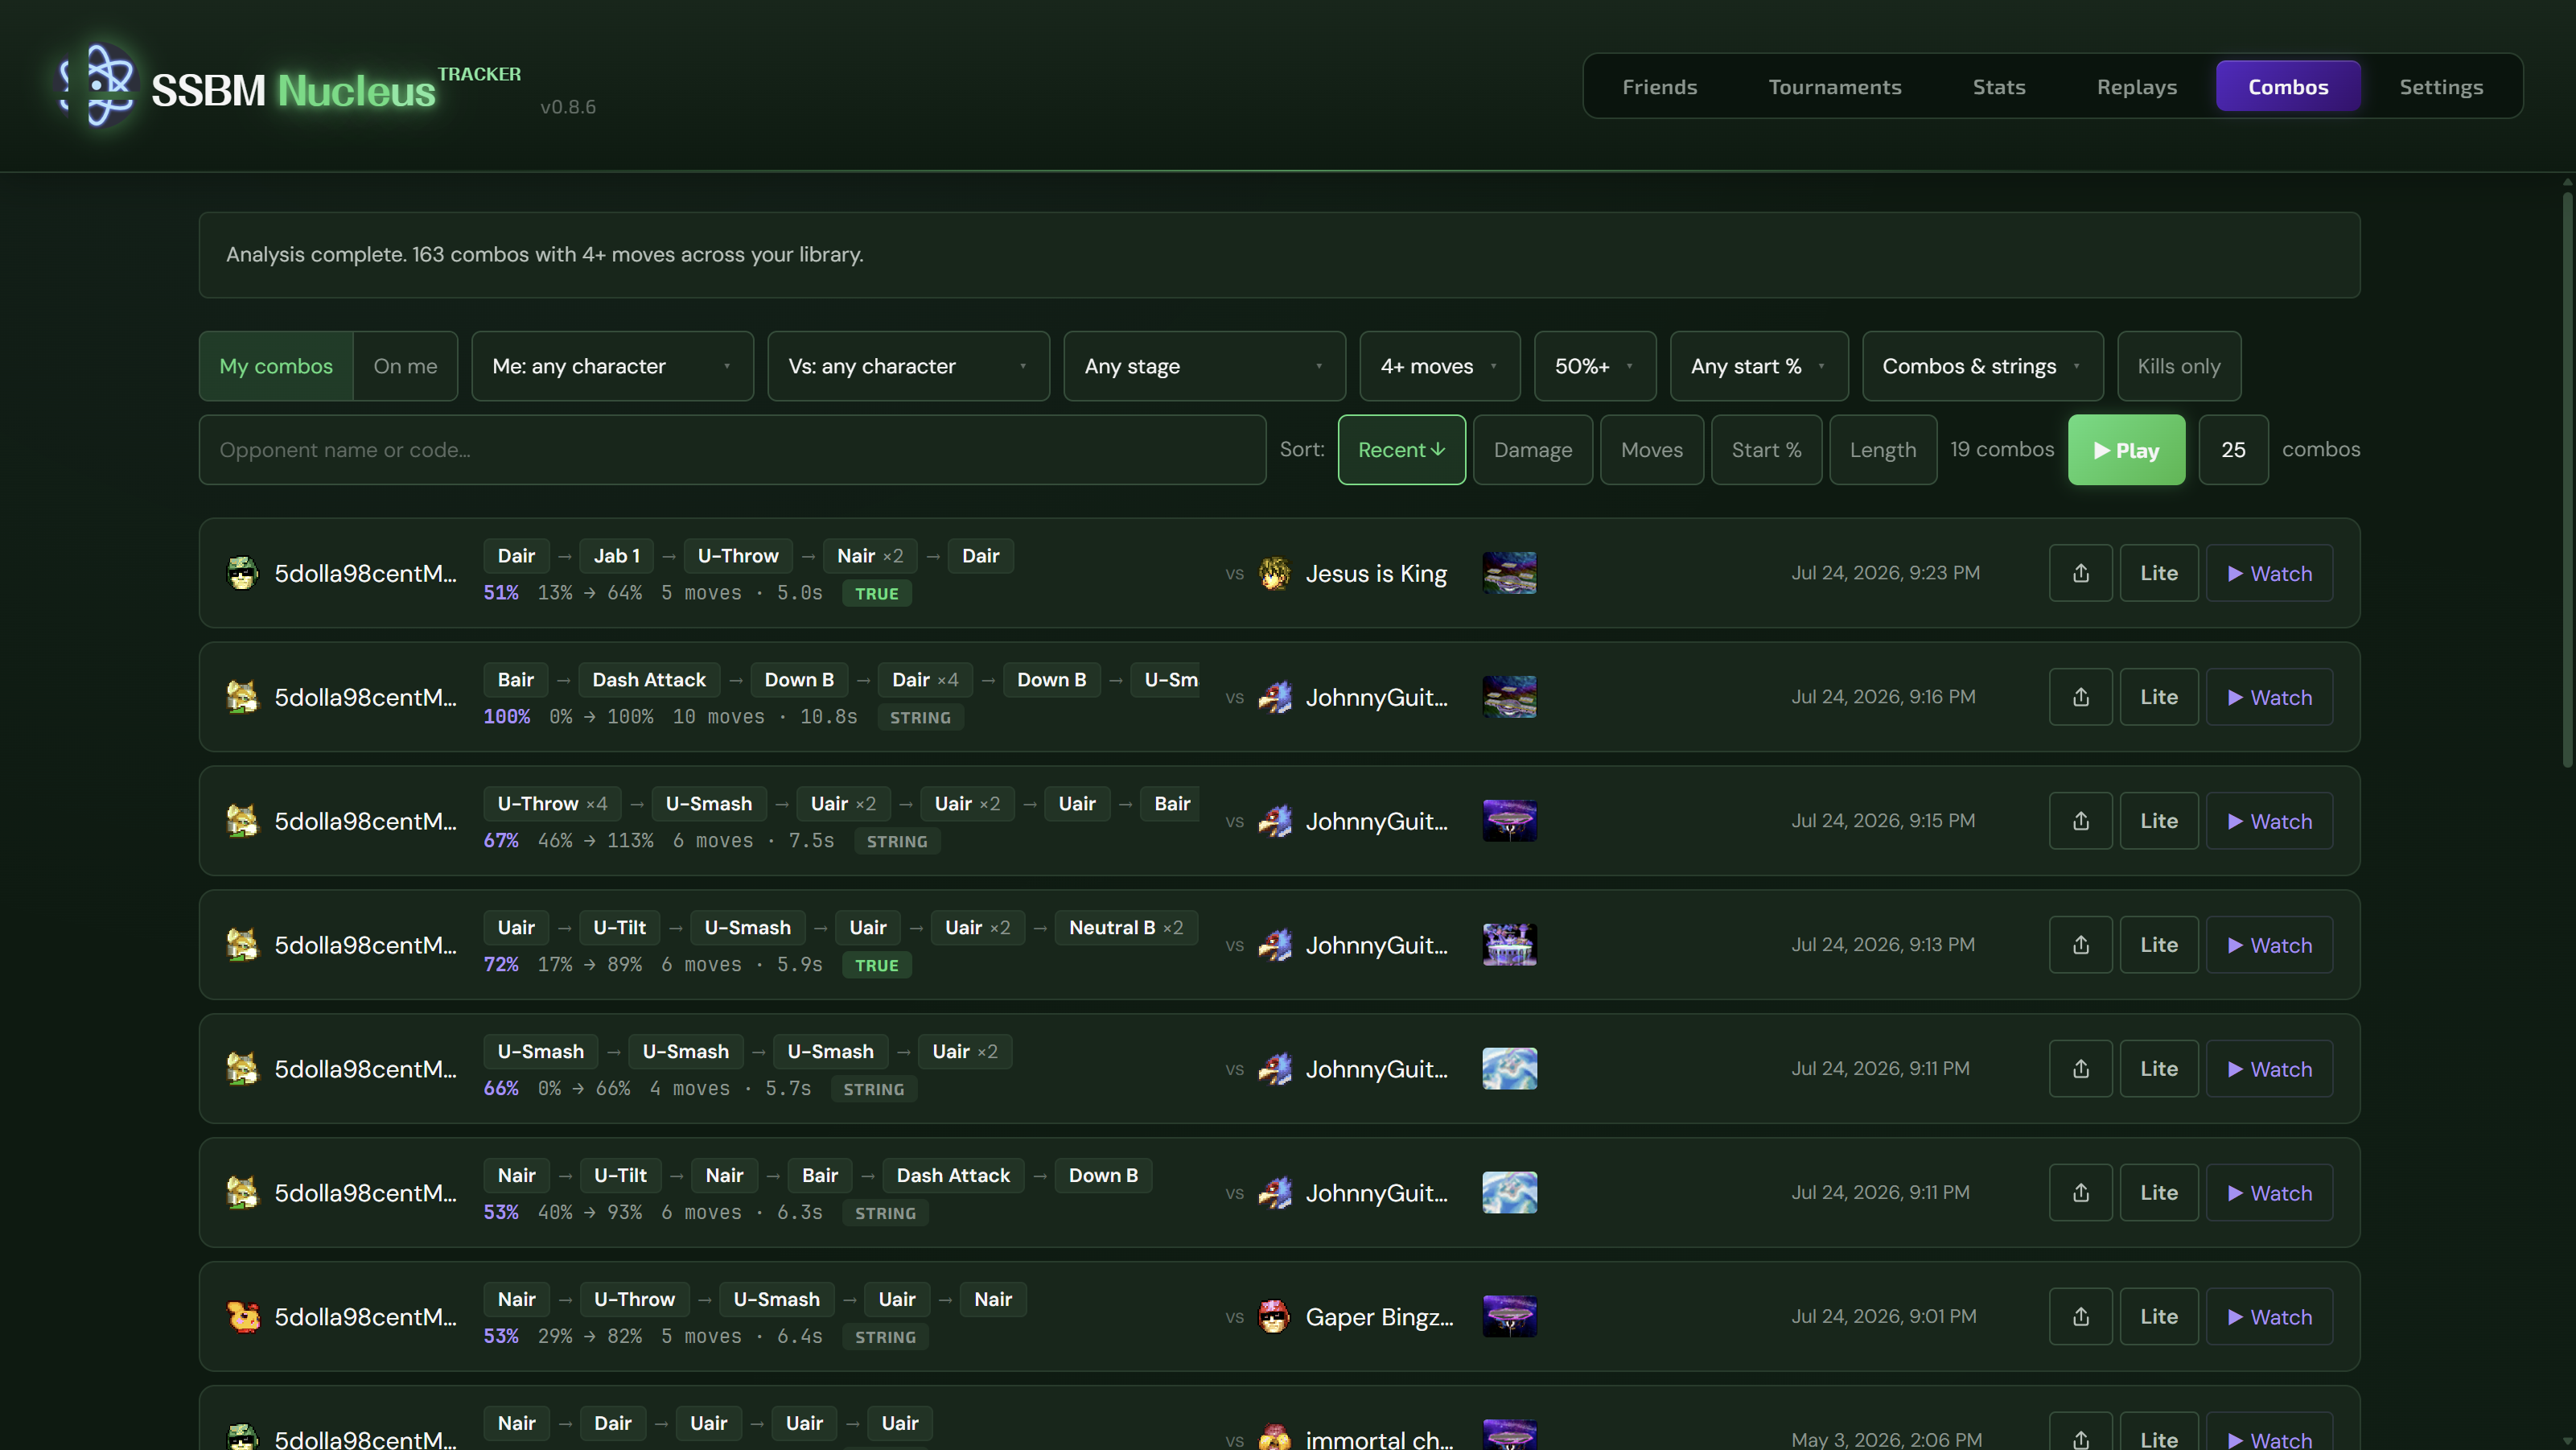 SSBM Nucleus TRACKER v0.8.6
Friends Tournaments Stats Replays Combos Settings
Analysis complete. 163 combos with 4+ moves across your library.
My combos On me Me: any character Vs: any character Any stage 4+ moves 50%+ Any start % Combos & strings Kills only
Opponent name or code... Sort: Recent ↓ Damage Moves Start % Length 19 combos ▶ Play 25 combos
5dolla98centM... Dair → Jab 1 → U-Throw → Nair ×2 → Dair vs Jesus is King Jul 24, 2026, 9:23 PM Lite ▶ Watch
51% 13% → 64% 5 moves · 5.0s TRUE
5dolla98centM... Bair → Dash Attack → Down B → Dair ×4 → Down B → U-Sm vs JohnnyGuit... Jul 24, 2026, 9:16 PM Lite ▶ Watch
100% 0% → 100% 10 moves · 10.8s STRING
5dolla98centM... U-Throw ×4 → U-Smash → Uair ×2 → Uair ×2 → Uair → Bair vs JohnnyGuit... Jul 24, 2026, 9:15 PM Lite ▶ Watch
67% 46% → 113% 6 moves · 7.5s STRING
5dolla98centM... Uair → U-Tilt → U-Smash → Uair → Uair ×2 → Neutral B ×2 vs JohnnyGuit... Jul 24, 2026, 9:13 PM Lite ▶ Watch
72% 17% → 89% 6 moves · 5.9s TRUE
5dolla98centM... U-Smash → U-Smash → U-Smash → Uair ×2 vs JohnnyGuit... Jul 24, 2026, 9:11 PM Lite ▶ Watch
66% 0% → 66% 4 moves · 5.7s STRING
5dolla98centM... Nair → U-Tilt → Nair → Bair → Dash Attack → Down B vs JohnnyGuit... Jul 24, 2026, 9:11 PM Lite ▶ Watch
53% 40% → 93% 6 moves · 6.3s STRING
5dolla98centM... Nair → U-Throw → U-Smash → Uair → Nair vs Gaper Bingz... Jul 24, 2026, 9:01 PM Lite ▶ Watch
53% 29% → 82% 5 moves · 6.4s STRING
5dolla98centM... Nair → Dair → Uair → Uair → Uair vs immortal ch... May 3, 2026, 2:06 PM Lite ▶ Watch